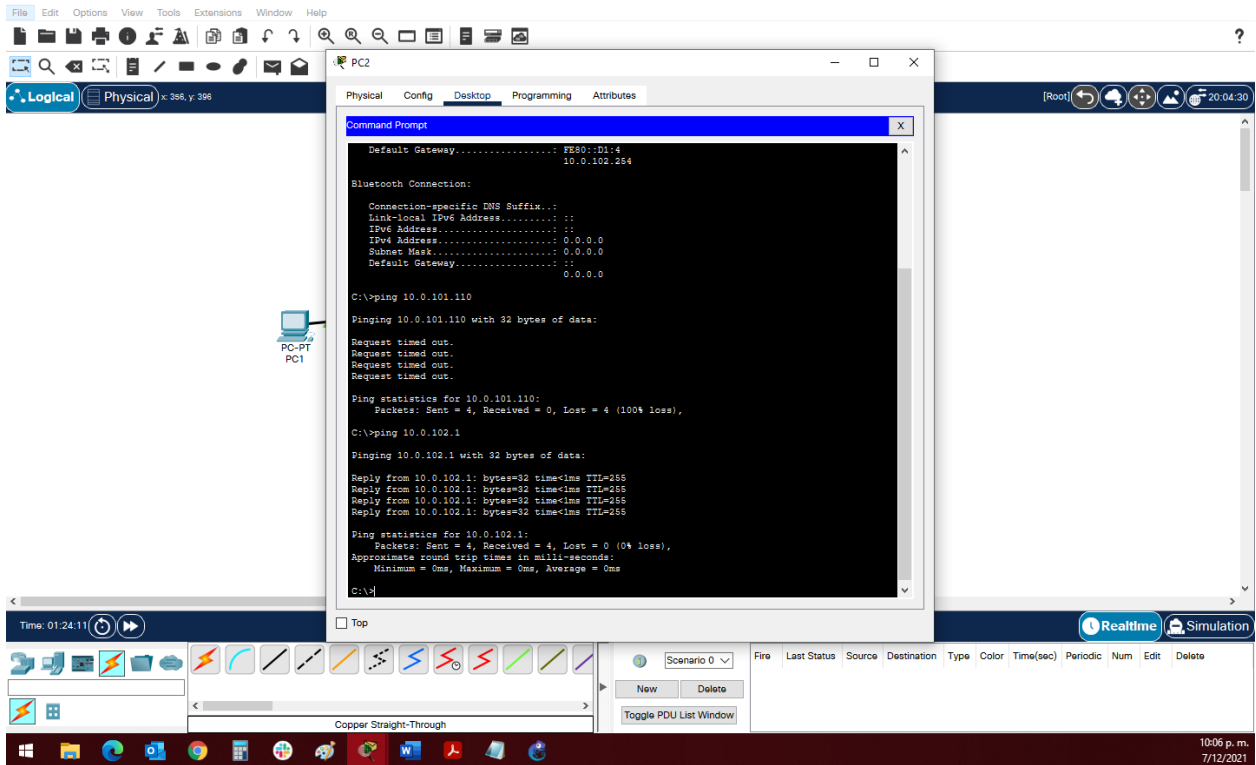 File Edit Options View Tools Extensions Window Help
?
PC2
Logical Physical x: 356, y: 396
[Root] 20:04:30
Physical Config Desktop Programming Attributes
Command Prompt
X
Default Gateway.................: FE80::D1:4
10.0.102.254
Bluetooth Connection:
Connection-specific DNS Suffix..:
Link-local IPv6 Address.........: ::
IPv6 Address....................: ::
IPv4 Address....................: 0.0.0.0
Subnet Mask.....................: 0.0.0.0
Default Gateway.................: ::
0.0.0.0
C:\>ping 10.0.101.110
Pinging 10.0.101.110 with 32 bytes of data:
Request timed out.
Request timed out.
Request timed out.
Request timed out.
Ping statistics for 10.0.101.110:
Packets: Sent = 4, Received = 0, Lost = 4 (100% loss),
C:\>ping 10.0.102.1
Pinging 10.0.102.1 with 32 bytes of data:
Reply from 10.0.102.1: bytes=32 time<1ms TTL=255
Reply from 10.0.102.1: bytes=32 time<1ms TTL=255
Reply from 10.0.102.1: bytes=32 time<1ms TTL=255
Reply from 10.0.102.1: bytes=32 time<1ms TTL=255
Ping statistics for 10.0.102.1:
Packets: Sent = 4, Received = 4, Lost = 0 (0% loss),
Approximate round trip times in milli-seconds:
Minimum = 0ms, Maximum = 0ms, Average = 0ms
C:\>
PC-PT
PC1
Top
Time: 01:24:11
Realtime Simulation
Scenario 0
Fire Last Status Source Destination Type Color Time(sec) Periodic Num Edit Delete
New Delete
Toggle PDU List Window
Copper Straight-Through
10:06 p. m.
7/12/2021